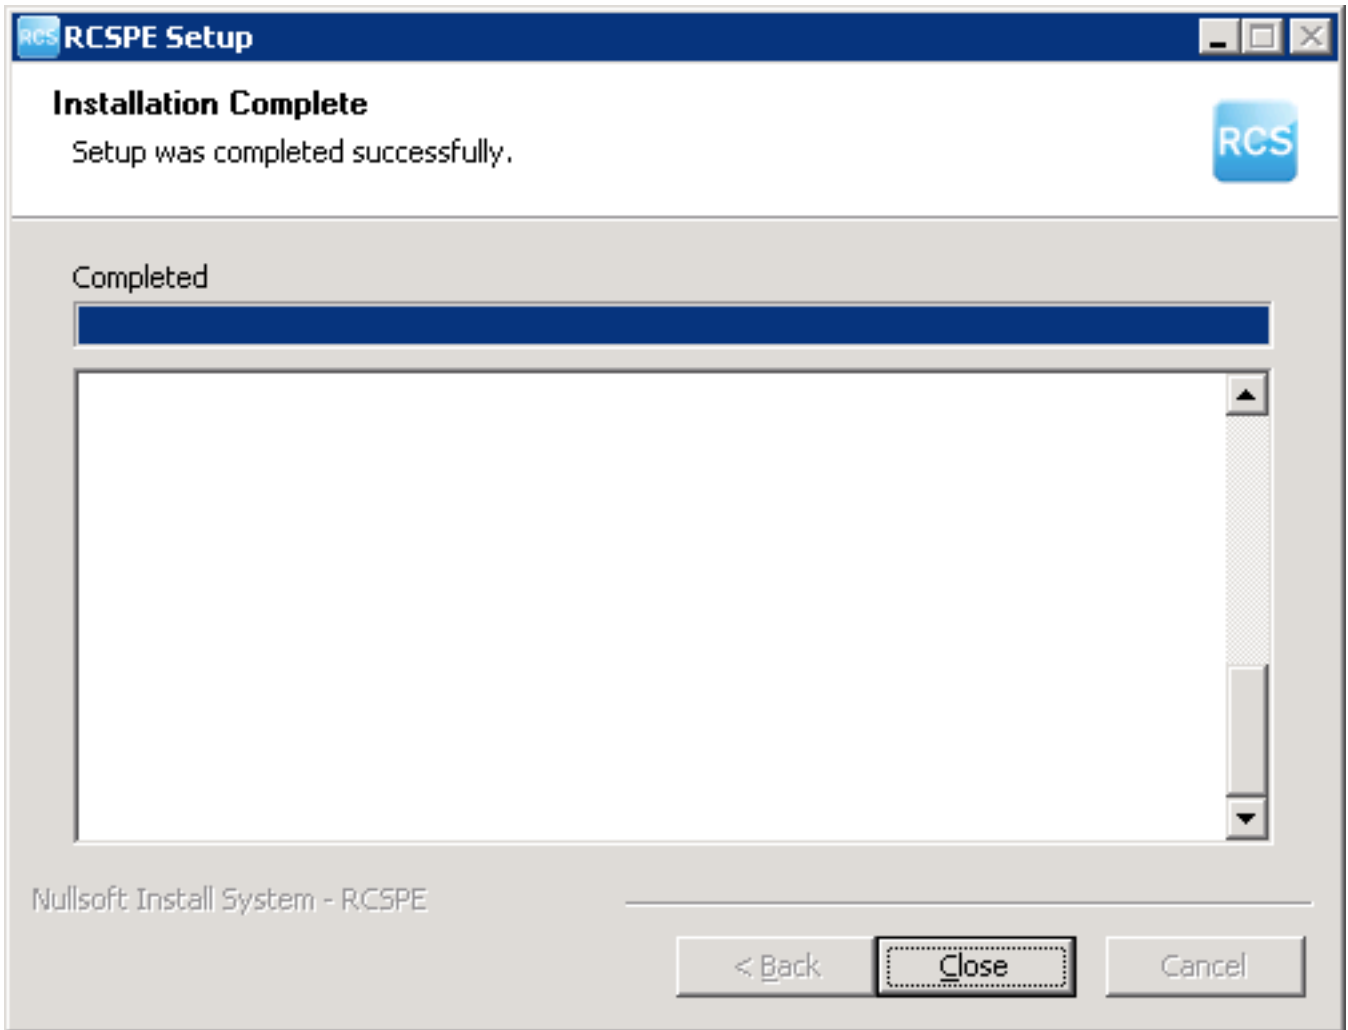 RCS RCSPE Setup
Installation Complete
Setup was completed successfully.
RCS
Completed
Nullsoft Install System - RCSPE
< Back Close Cancel